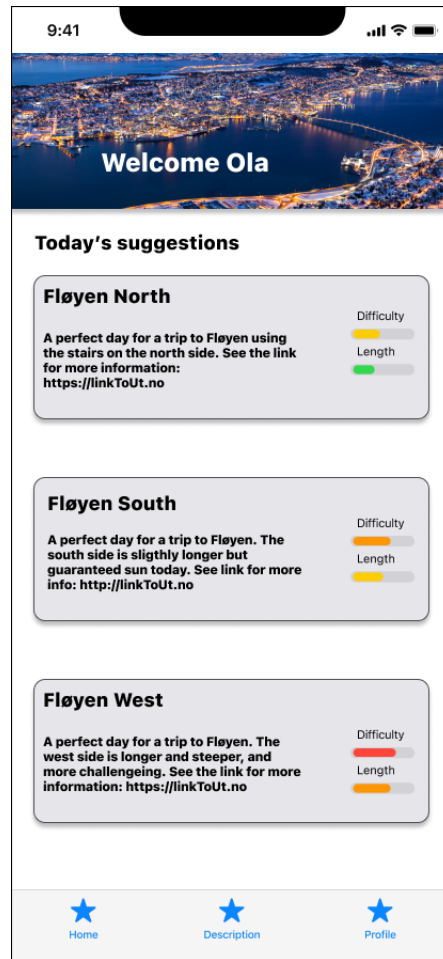 9:41
Welcome Ola
Today's suggestions
Fløyen North
A perfect day for a trip to Fløyen using
the stairs on the north side. See the link
for more information:
https://linkToUt.no
Difficulty
Length
Fløyen South
A perfect day for a trip to Fløyen. The
south side is sligthly longer but
guaranteed sun today. See link for more
info: http://linkToUt.no
Difficulty
Length
Fløyen West
A perfect day for a trip to Fløyen. The
west side is longer and steeper, and
more challengeing. See the link for more
information: https://linkToUt.no
Difficulty
Length
Home
Description
Profile